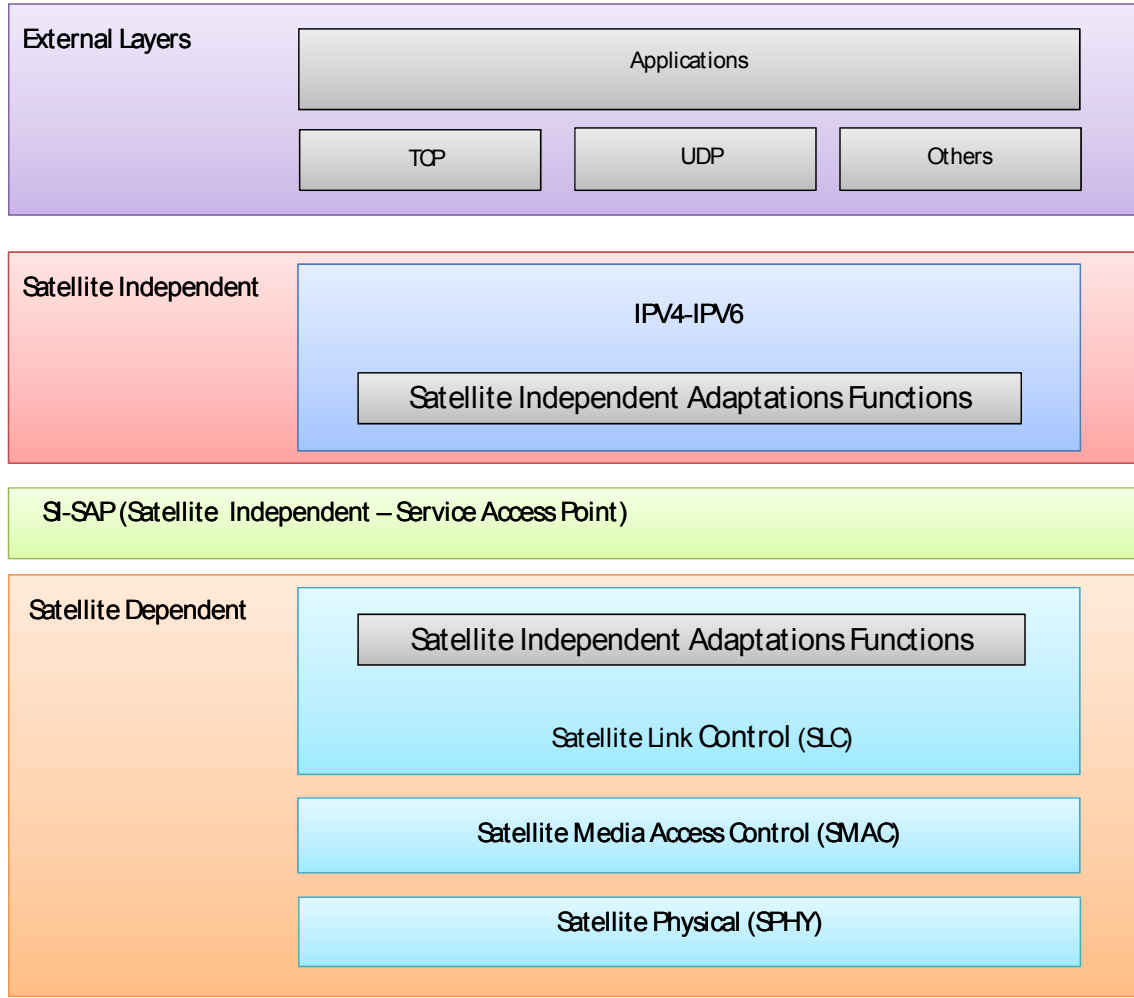 External Layers
Applications
TCP
UDP
Others
Satellite Independent
IPV4-IPV6
Satellite Independent Adaptations Functions
SI-SAP (Satellite Independent – Service Access Point)
Satellite Dependent
Satellite Independent Adaptations Functions
Satellite Link Control (SLC)
Satellite Media Access Control (SMAC)
Satellite Physical (SPHY)